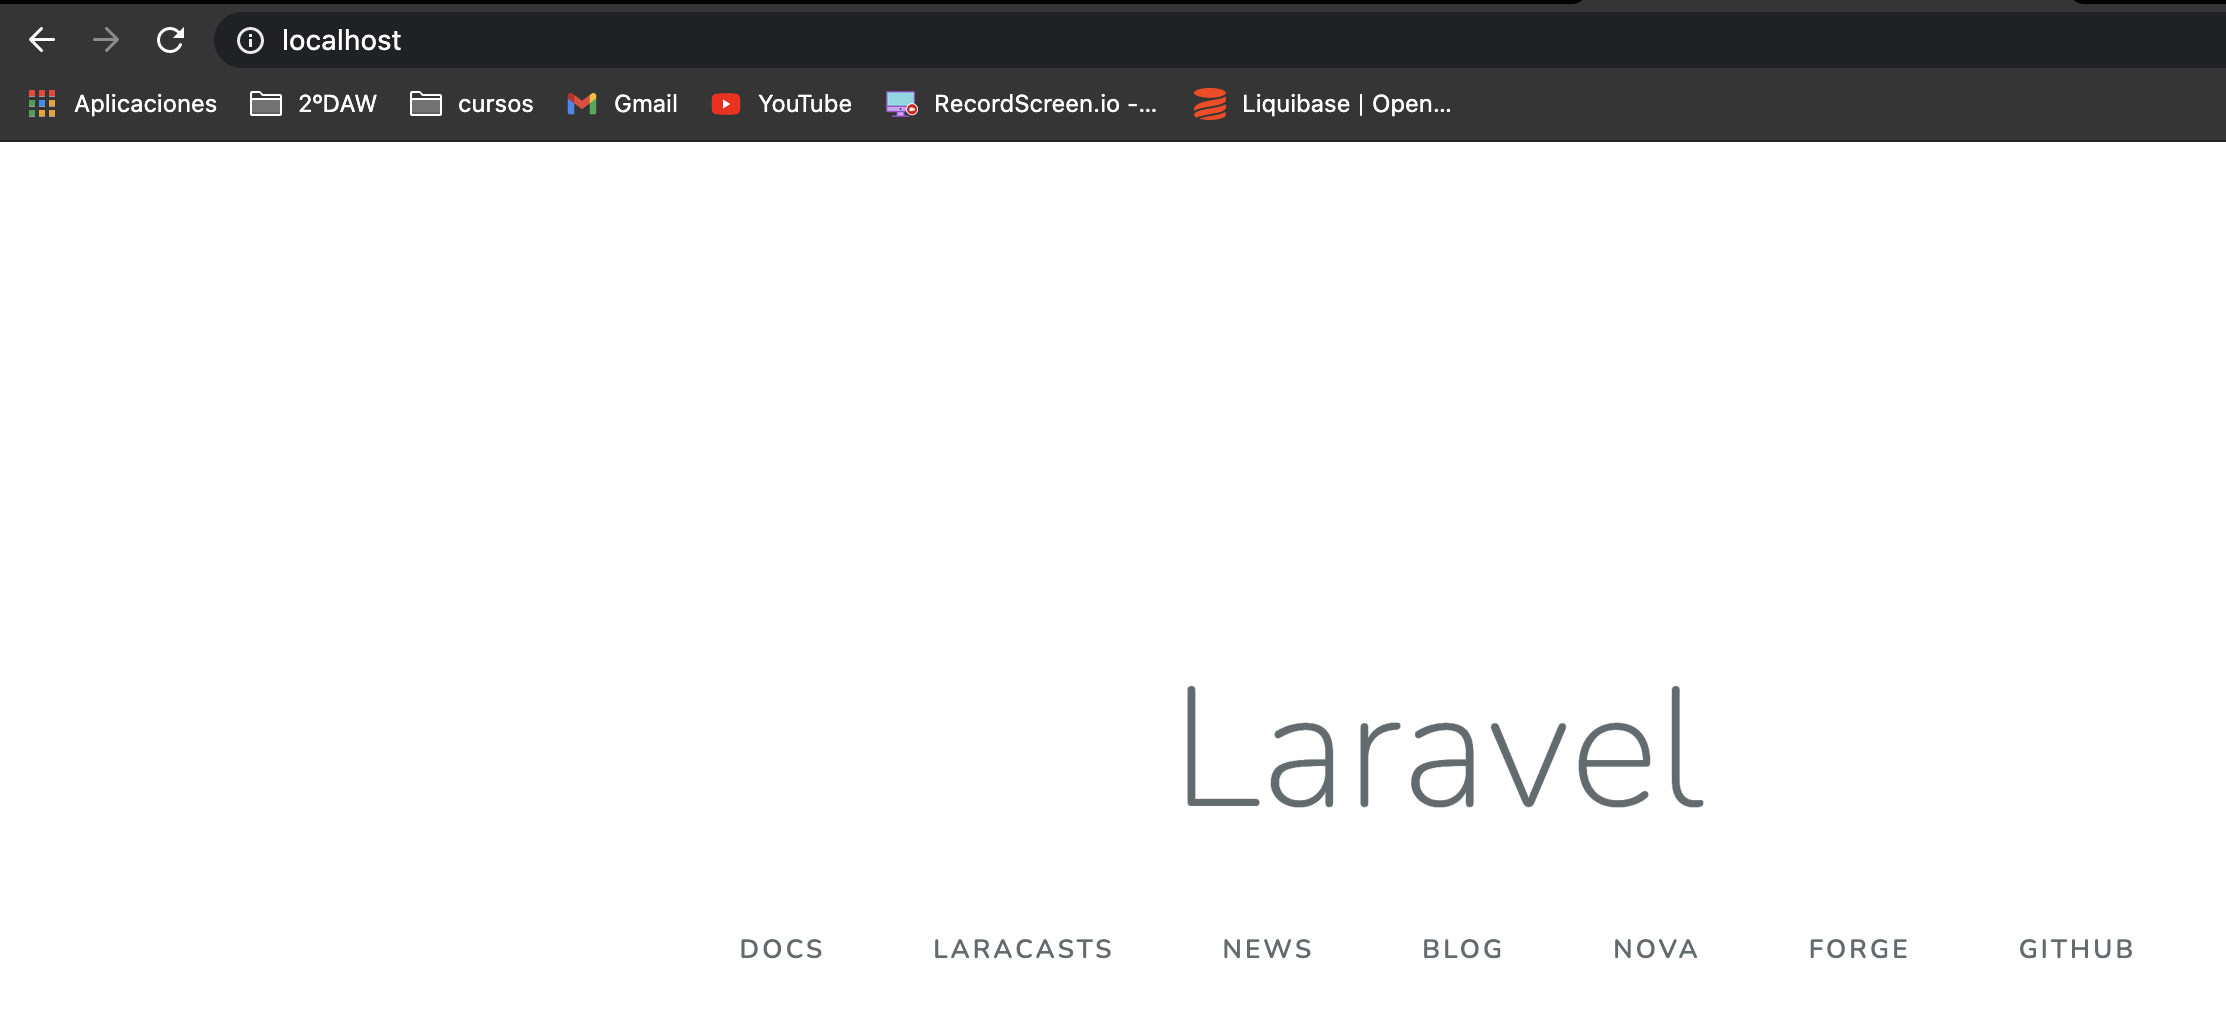 localhost
Aplicaciones 2ºDAW cursos Gmail YouTube RecordScreen.io -... Liquibase | Open...
Laravel
DOCS LARACASTS NEWS BLOG NOVA FORGE GITHUB